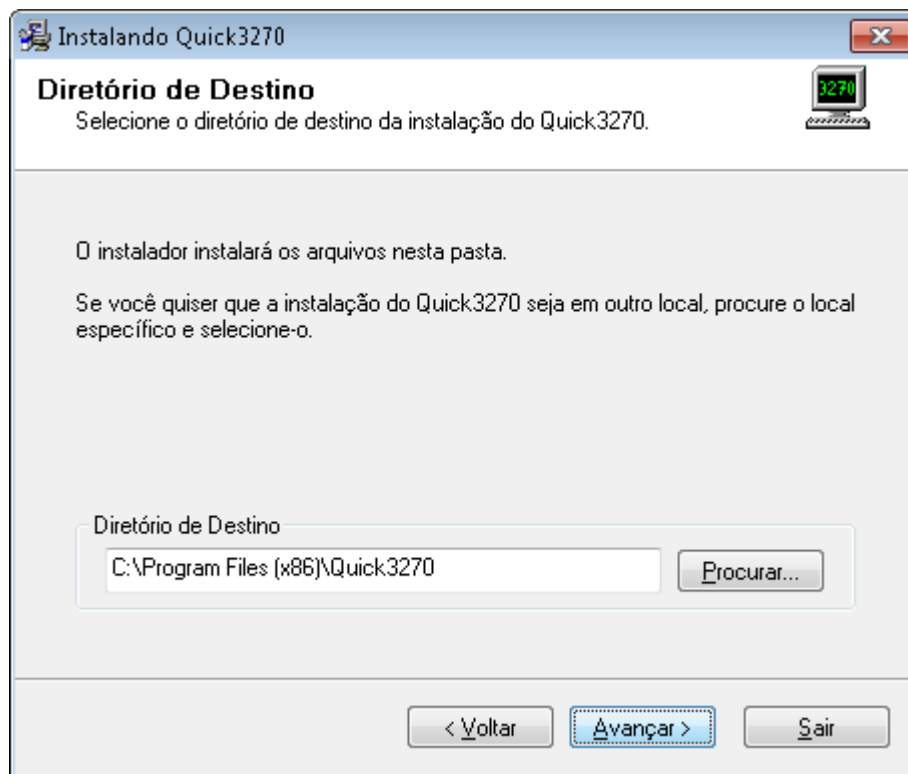 Instalando Quick3270
Diretório de Destino
Selecione o diretório de destino da instalação do Quick3270.
3270
O instalador instalará os arquivos nesta pasta.
Se você quiser que a instalação do Quick3270 seja em outro local, procure o local
específico e selecione-o.
Diretório de Destino
C:\Program Files (x86)\Quick3270
Procurar...
< Voltar
Avançar >
Sair